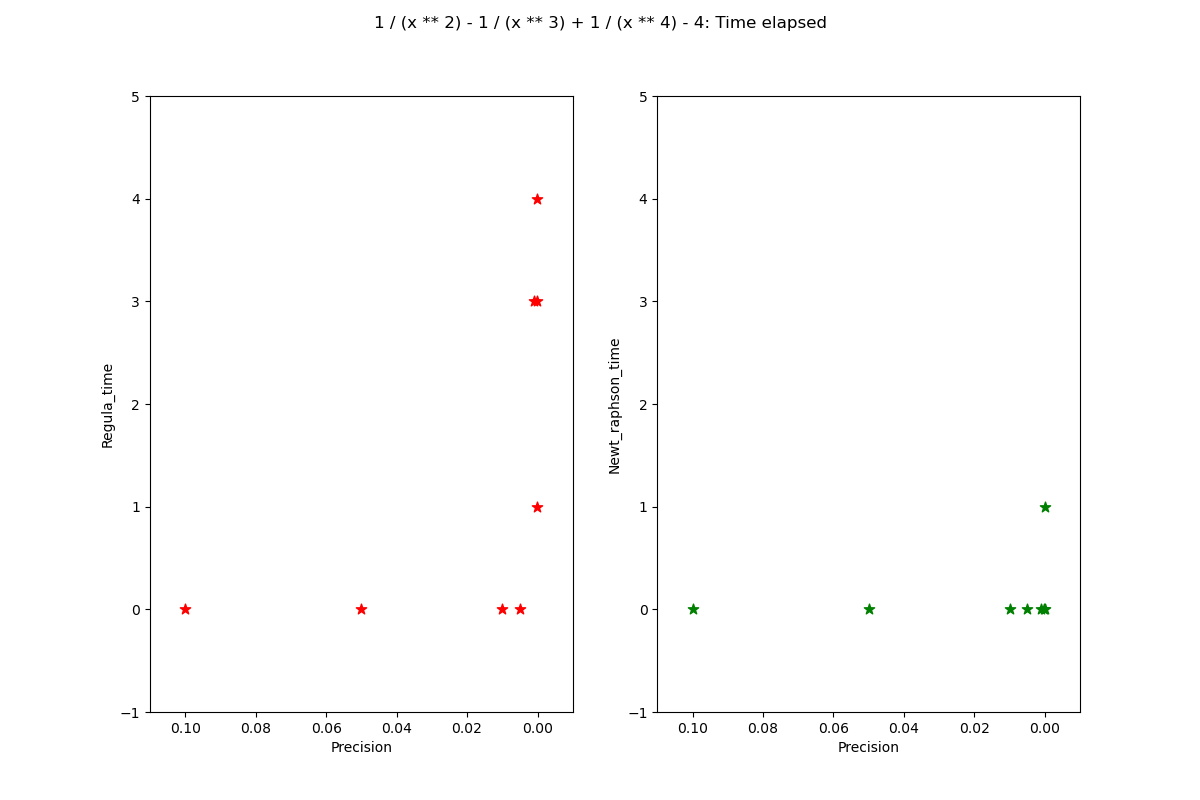 1 / (x ** 2) - 1 / (x ** 3) + 1 / (x ** 4) - 4: Time elapsed
5
4
3
2
1
0
−1
Regula_time
0.10 0.08 0.06 0.04 0.02 0.00
Precision
5
4
3
2
1
0
−1
Newt_raphson_time
0.10 0.08 0.06 0.04 0.02 0.00
Precision